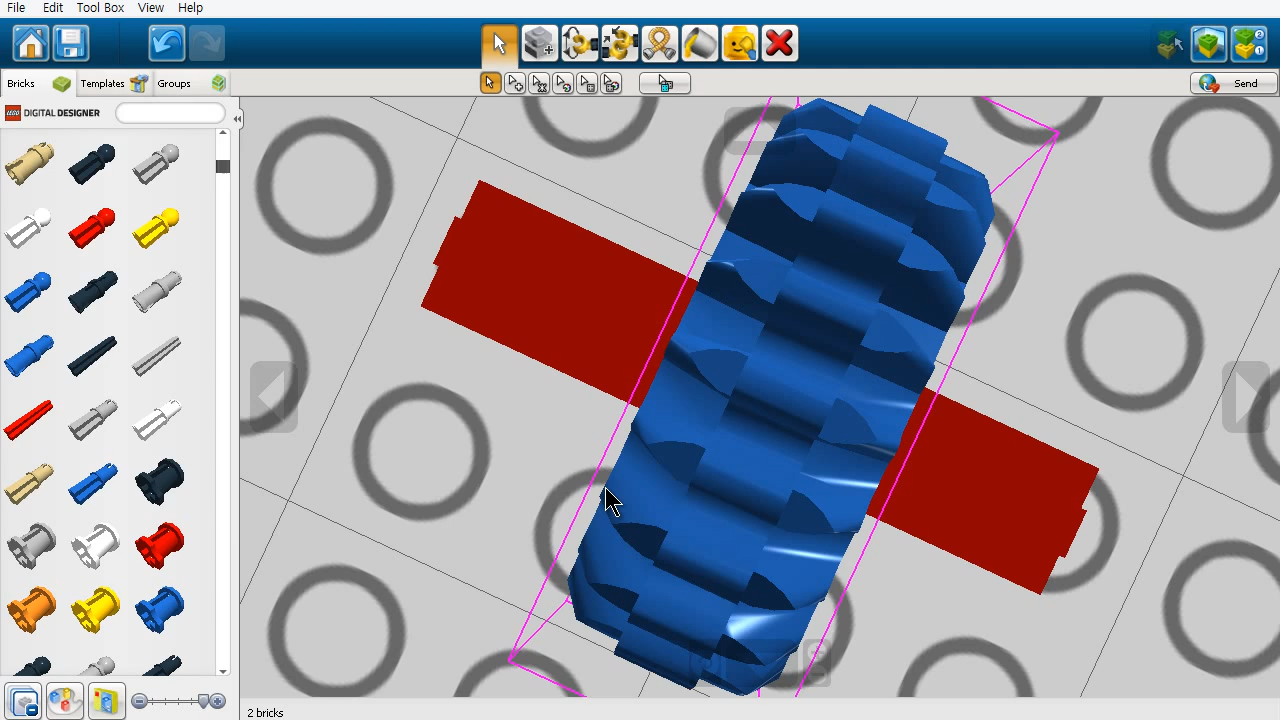 File Edit Tool Box View Help
Bricks Templates Groups
Send
LEGO DIGITAL DESIGNER
2 bricks